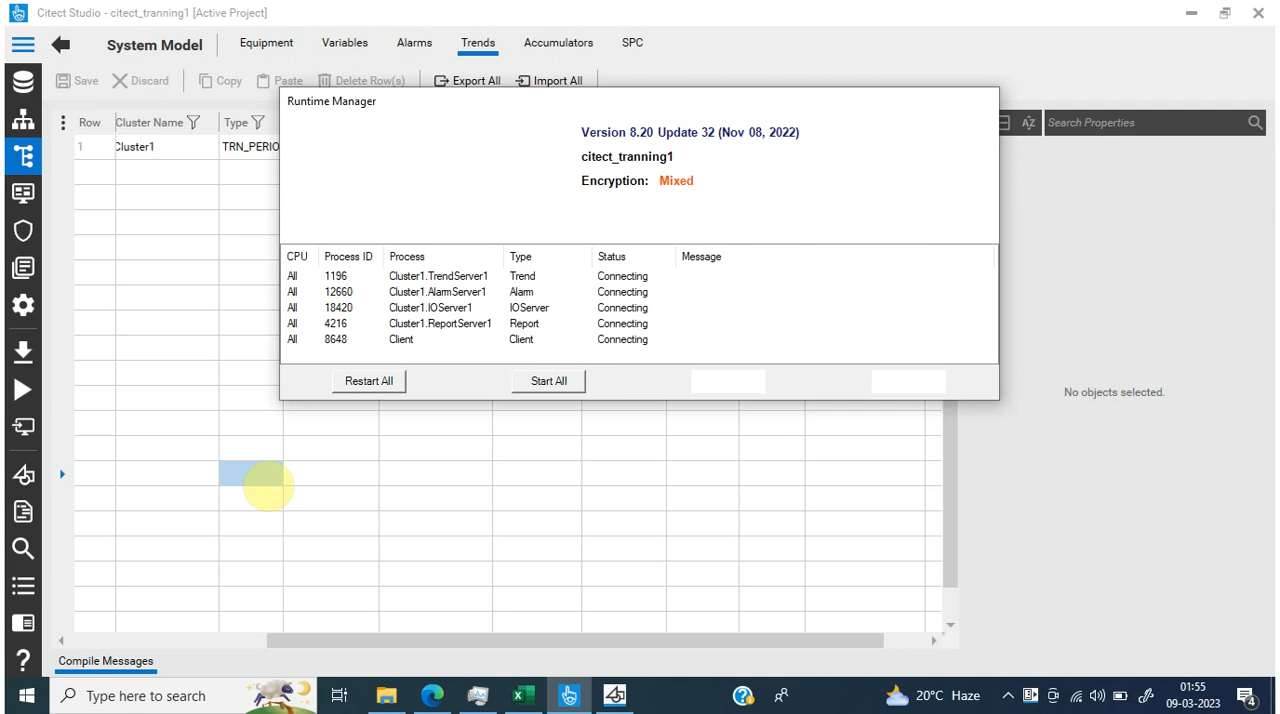 Citect Studio - citect_tranning1 [Active Project]
System Model
Equipment
Variables
Alarms
Trends
Accumulators
SPC
Save
Discard
Copy
Paste
Delete Row(s)
Export All
Import All
Row
Cluster Name
Type
Search Properties
1
Cluster1
TRN_PERIO
Runtime Manager
Version 8.20 Update 32 (Nov 08, 2022)
citect_tranning1
Encryption: Mixed
CPU Process ID Process Type Status Message
All 1196 Cluster1.TrendServer1 Trend Connecting
All 12660 Cluster1.AlarmServer1 Alarm Connecting
All 18420 Cluster1.IOServer1 IOServer Connecting
All 4216 Cluster1.ReportServer1 Report Connecting
All 8648 Client Client Connecting
Restart All
Start All
No objects selected.
Compile Messages
Type here to search
20°C Haze
01:55
09-03-2023
4